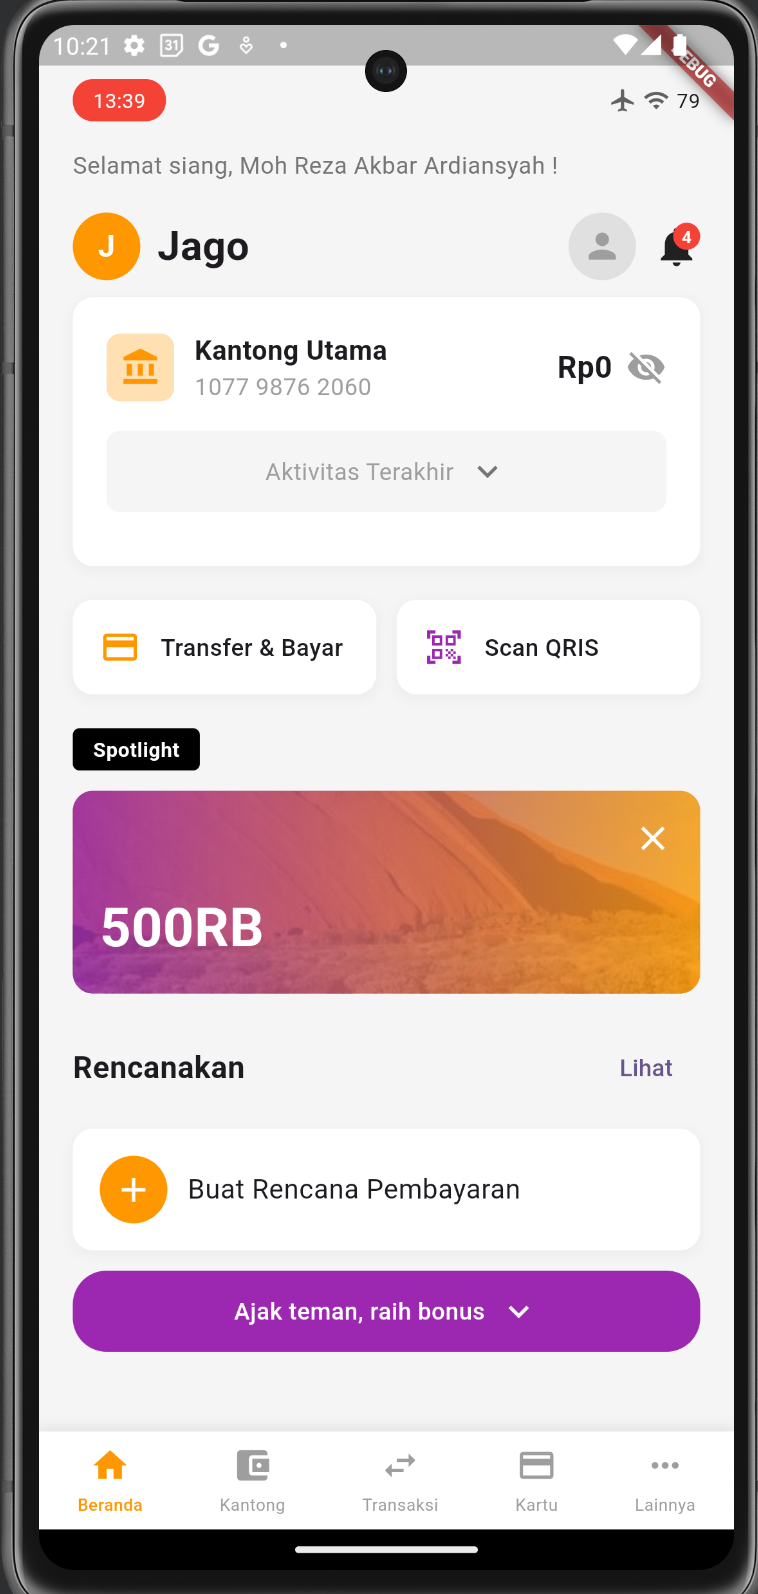 10:21 31 G
EBUG
13:39 79
Selamat siang, Moh Reza Akbar Ardiansyah !
J Jago 4
Kantong Utama
1077 9876 2060
Rp0
Aktivitas Terakhir
Transfer & Bayar
Scan QRIS
Spotlight
500RB
Rencanakan Lihat
Buat Rencana Pembayaran
Ajak teman, raih bonus
Beranda Kantong Transaksi Kartu Lainnya